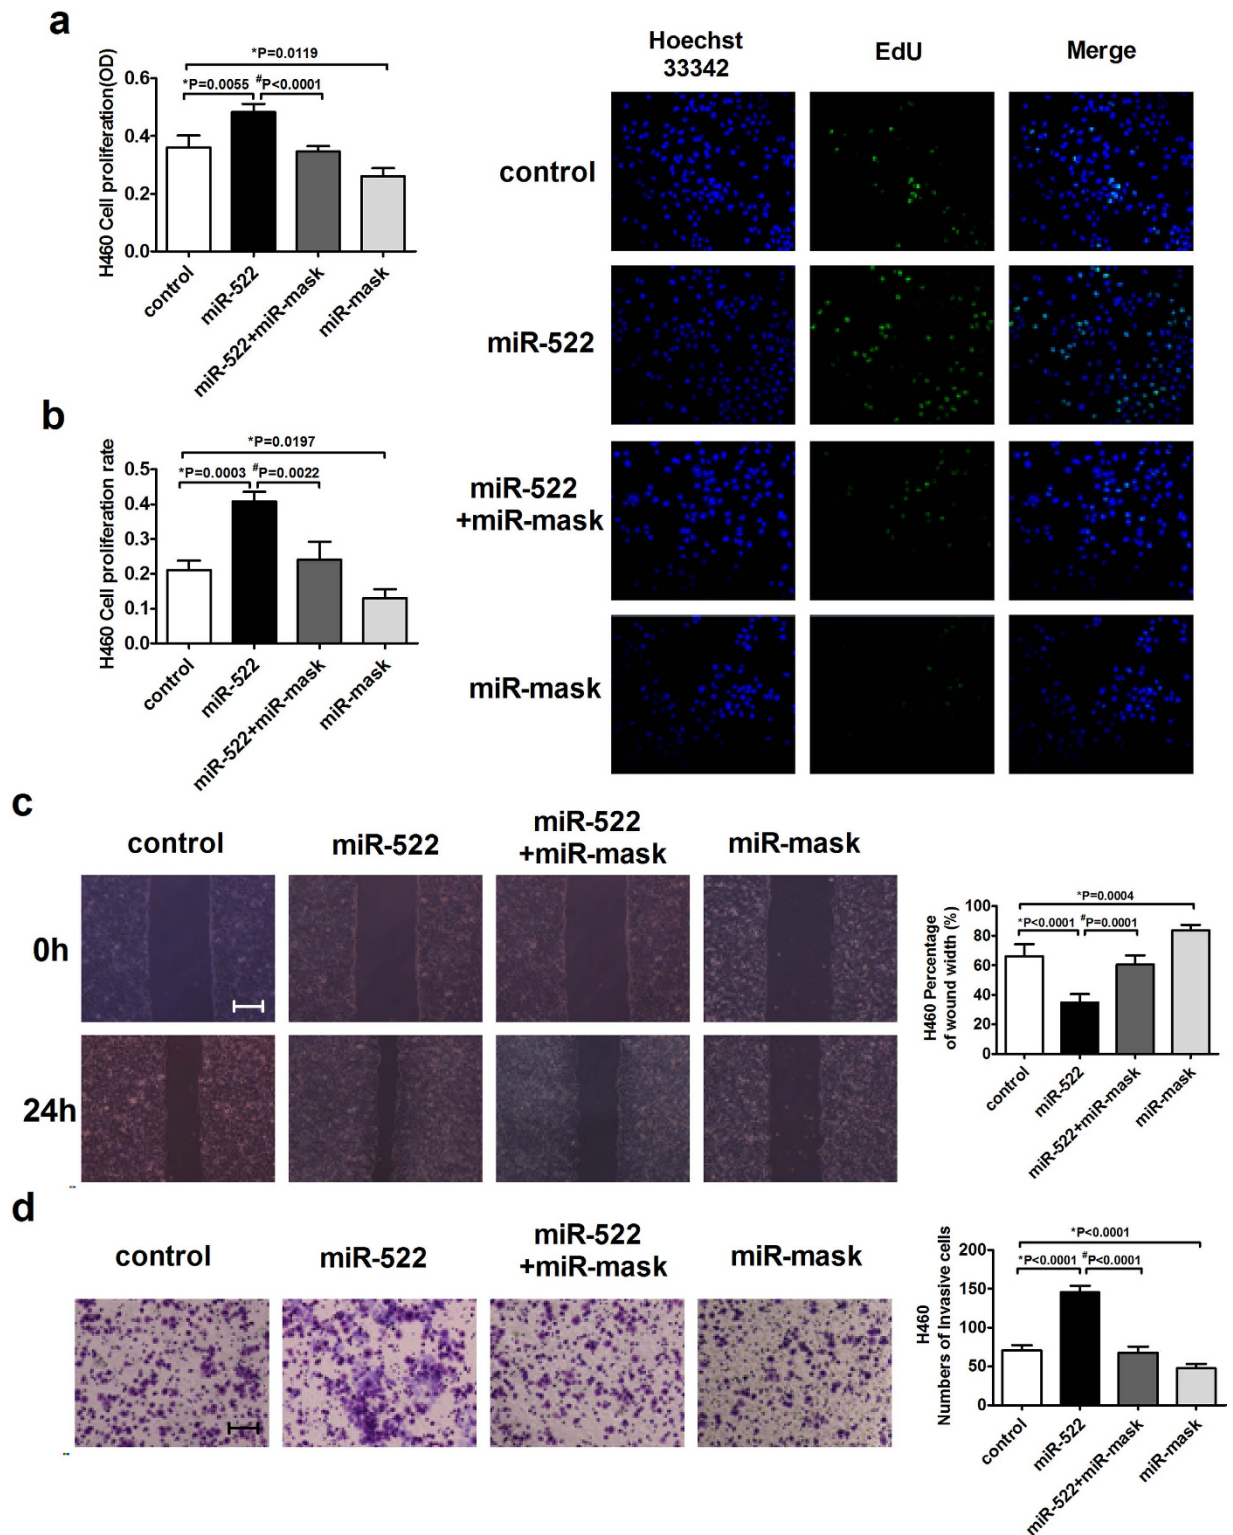 a
*P=0.0119
*P=0.0055 #P<0.0001
H460 Cell proliferation(OD)
0.6
0.4
0.2
0.0
control
miR-522
miR-522+miR-mask
miR-mask
Hoechst
33342
EdU
Merge
control
miR-522
miR-522
+miR-mask
miR-mask
b
*P=0.0197
*P=0.0003 #P=0.0022
H460 Cell proliferation rate
0.5
0.4
0.3
0.2
0.1
0.0
control
miR-522
miR-522+miR-mask
miR-mask
c
control
miR-522
miR-522
+miR-mask
miR-mask
0h
24h
*P=0.0004
*P<0.0001 #P=0.0001
H460 Percentage
of wound width (%)
100
80
60
40
20
0
control
miR-522
miR-522+miR-mask
miR-mask
d
control
miR-522
miR-522
+miR-mask
miR-mask
*P<0.0001
*P<0.0001 #P<0.0001
H460
Numbers of Invasive cells
200
150
100
50
0
control
miR-522
miR-522+miR-mask
miR-mask